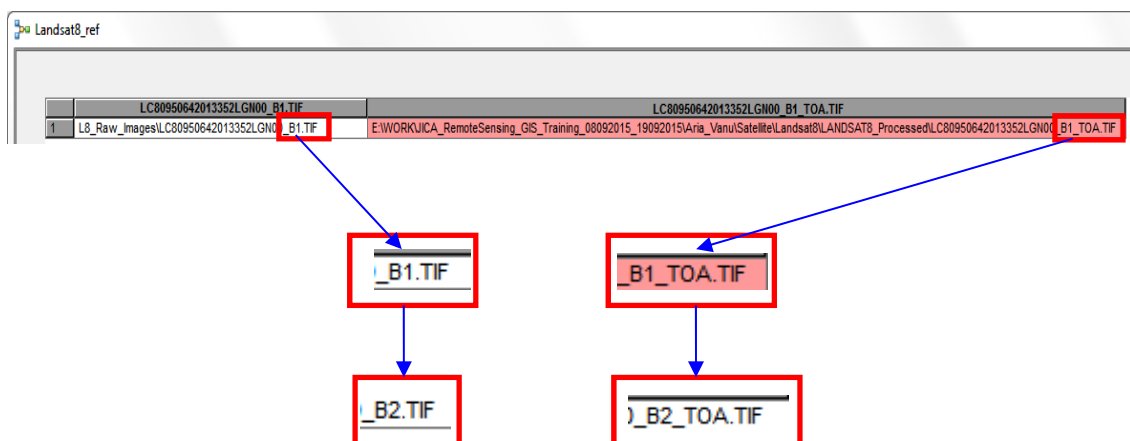 Landsat8_ref
LC80950642013352LGN00_B1.TIF LC80950642013352LGN00_B1_TOA.TIF
1 L8_Raw_Images\LC80950642013352LGN00_B1.TIF E:\WORK\JICA_RemoteSensing_GIS_Training_08092015_19092015\Aria_Vanu\Satellite\Landsat8\LANDSAT8_Processed\LC80950642013352LGN00_B1_TOA.TIF
_B1.TIF _B1_TOA.TIF
_B2.TIF _B2_TOA.TIF